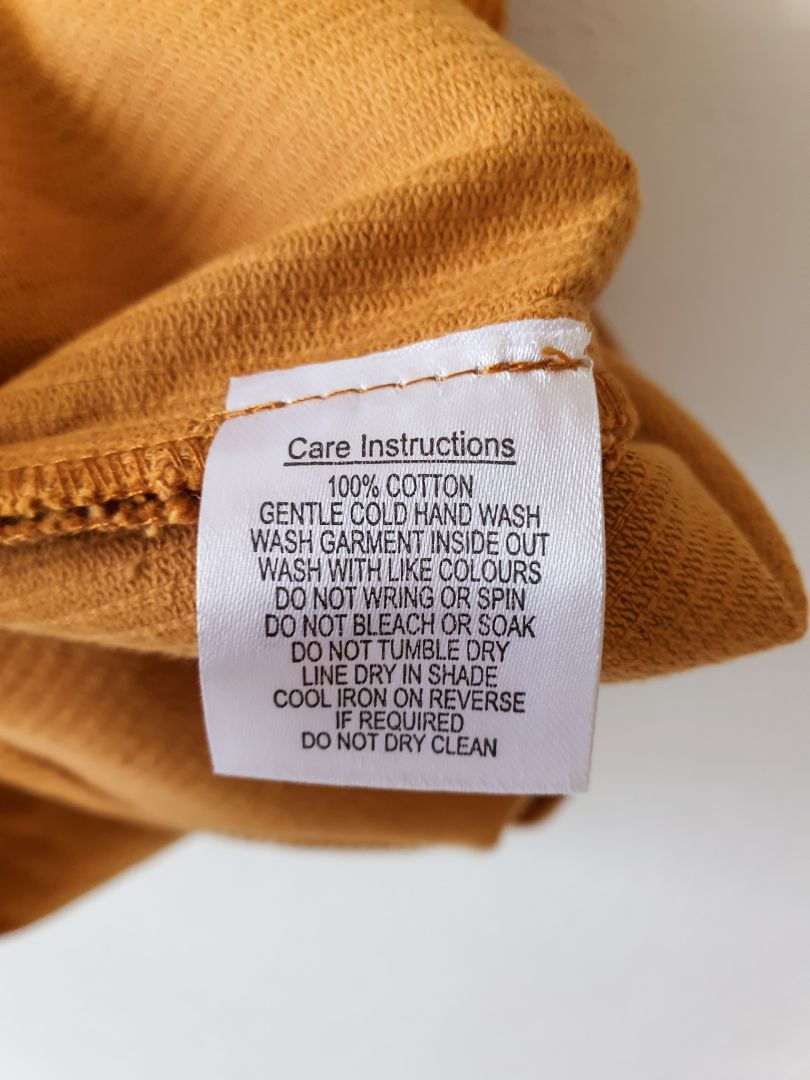 Care Instructions
100% COTTON
GENTLE COLD HAND WASH
WASH GARMENT INSIDE OUT
WASH WITH LIKE COLOURS
DO NOT WRING OR SPIN
DO NOT BLEACH OR SOAK
DO NOT TUMBLE DRY
LINE DRY IN SHADE
COOL IRON ON REVERSE
IF REQUIRED
DO NOT DRY CLEAN